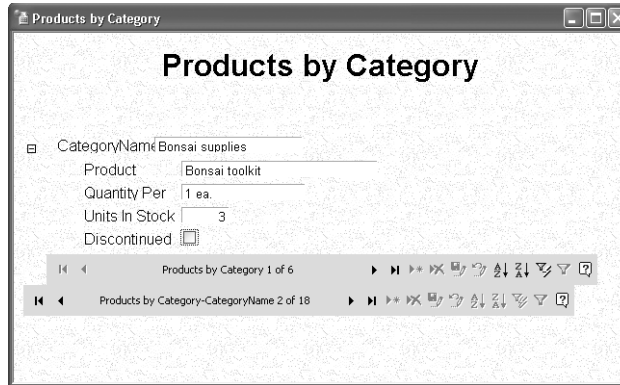 Products by Category
Products by Category
CategoryName Bonsai supplies
Product Bonsai toolkit
Quantity Per 1 ea.
Units In Stock 3
Discontinued
Products by Category 1 of 6
Products by Category-CategoryName 2 of 18